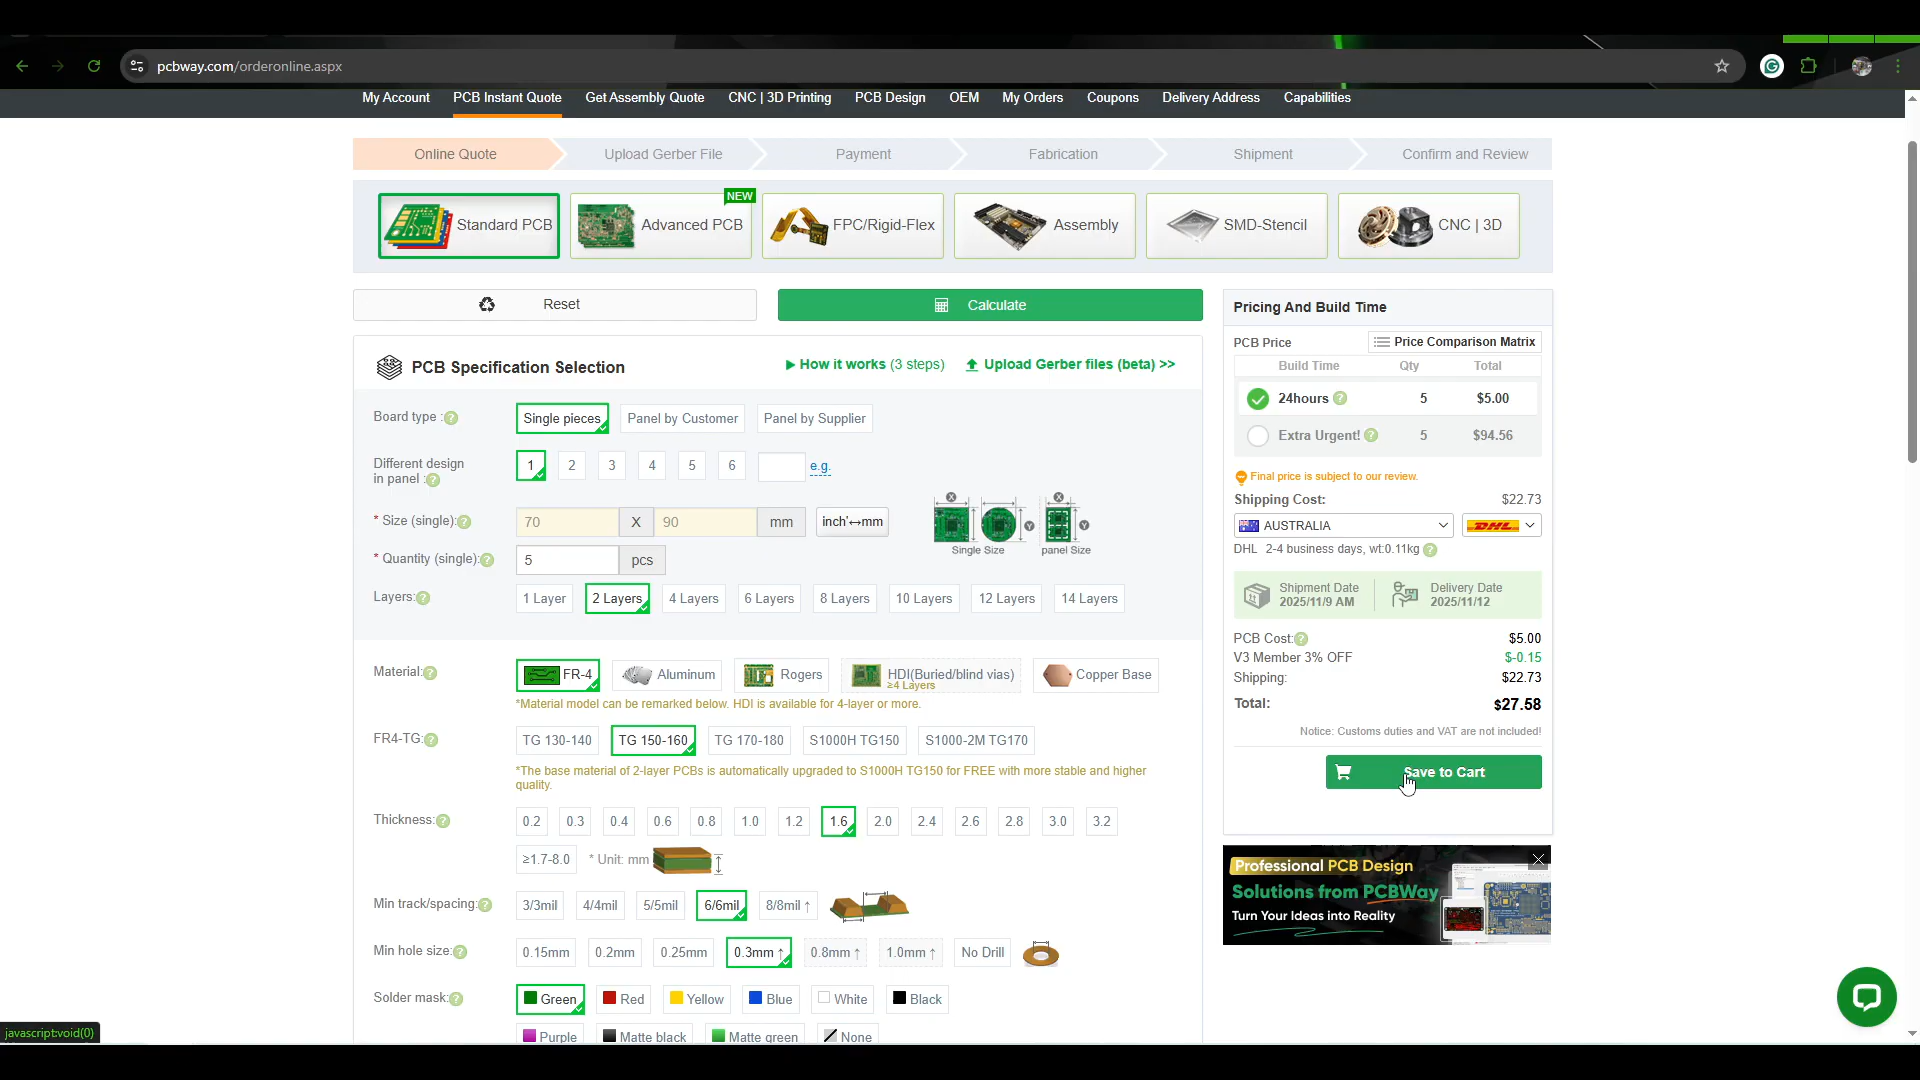 pcbway.com/orderonline.aspx
My Account PCB Instant Quote Get Assembly Quote CNC | 3D Printing PCB Design OEM My Orders Coupons Delivery Address Capabilities
Online Quote Upload Gerber File Payment Fabrication Shipment Confirm and Review
NEW
Standard PCB Advanced PCB FPC/Rigid-Flex Assembly SMD-Stencil CNC | 3D
Reset Calculate
PCB Specification Selection How it works (3 steps) Upload Gerber files (beta) >>
Board type :? Single pieces Panel by Customer Panel by Supplier
Different design
in panel :? 1 2 3 4 5 6 e.g.
* Size (single):? 70 X 90 mm inch'↔mm
X X Y Y
Single Size panel Size
* Quantity (single):? 5 pcs
Layers:? 1 Layer 2 Layers 4 Layers 6 Layers 8 Layers 10 Layers 12 Layers 14 Layers
Material:? FR-4 Aluminum Rogers HDI(Buried/blind vias) Copper Base
≥4 Layers
*Material model can be remarked below. HDI is available for 4-layer or more.
FR4-TG:? TG 130-140 TG 150-160 TG 170-180 S1000H TG150 S1000-2M TG170
*The base material of 2-layer PCBs is automatically upgraded to S1000H TG150 for FREE with more stable and higher
quality.
Thickness:? 0.2 0.3 0.4 0.6 0.8 1.0 1.2 1.6 2.0 2.4 2.6 2.8 3.0 3.2
≥1.7-8.0 * Unit: mm
Min track/spacing:? 3/3mil 4/4mil 5/5mil 6/6mil 8/8mil ↑
Min hole size:? 0.15mm 0.2mm 0.25mm 0.3mm ↑ 0.8mm ↑ 1.0mm ↑ No Drill
Solder mask:? Green Red Yellow Blue White Black
Purple Matte black Matte green None
Pricing And Build Time
PCB Price Price Comparison Matrix
Build Time Qty Total
24hours ? 5 $5.00
Extra Urgent! ? 5 $94.56
Final price is subject to our review.
Shipping Cost: $22.73
AUSTRALIA DHL
DHL 2-4 business days, wt:0.11kg ?
Shipment Date Delivery Date
2025/11/9 AM 2025/11/12
PCB Cost:? $5.00
V3 Member 3% OFF $-0.15
Shipping: $22.73
Total: $27.58
Notice: Customs duties and VAT are not included!
Save to Cart
Professional PCB Design
Solutions from PCBWay
Turn Your Ideas into Reality
javascript:void(0)